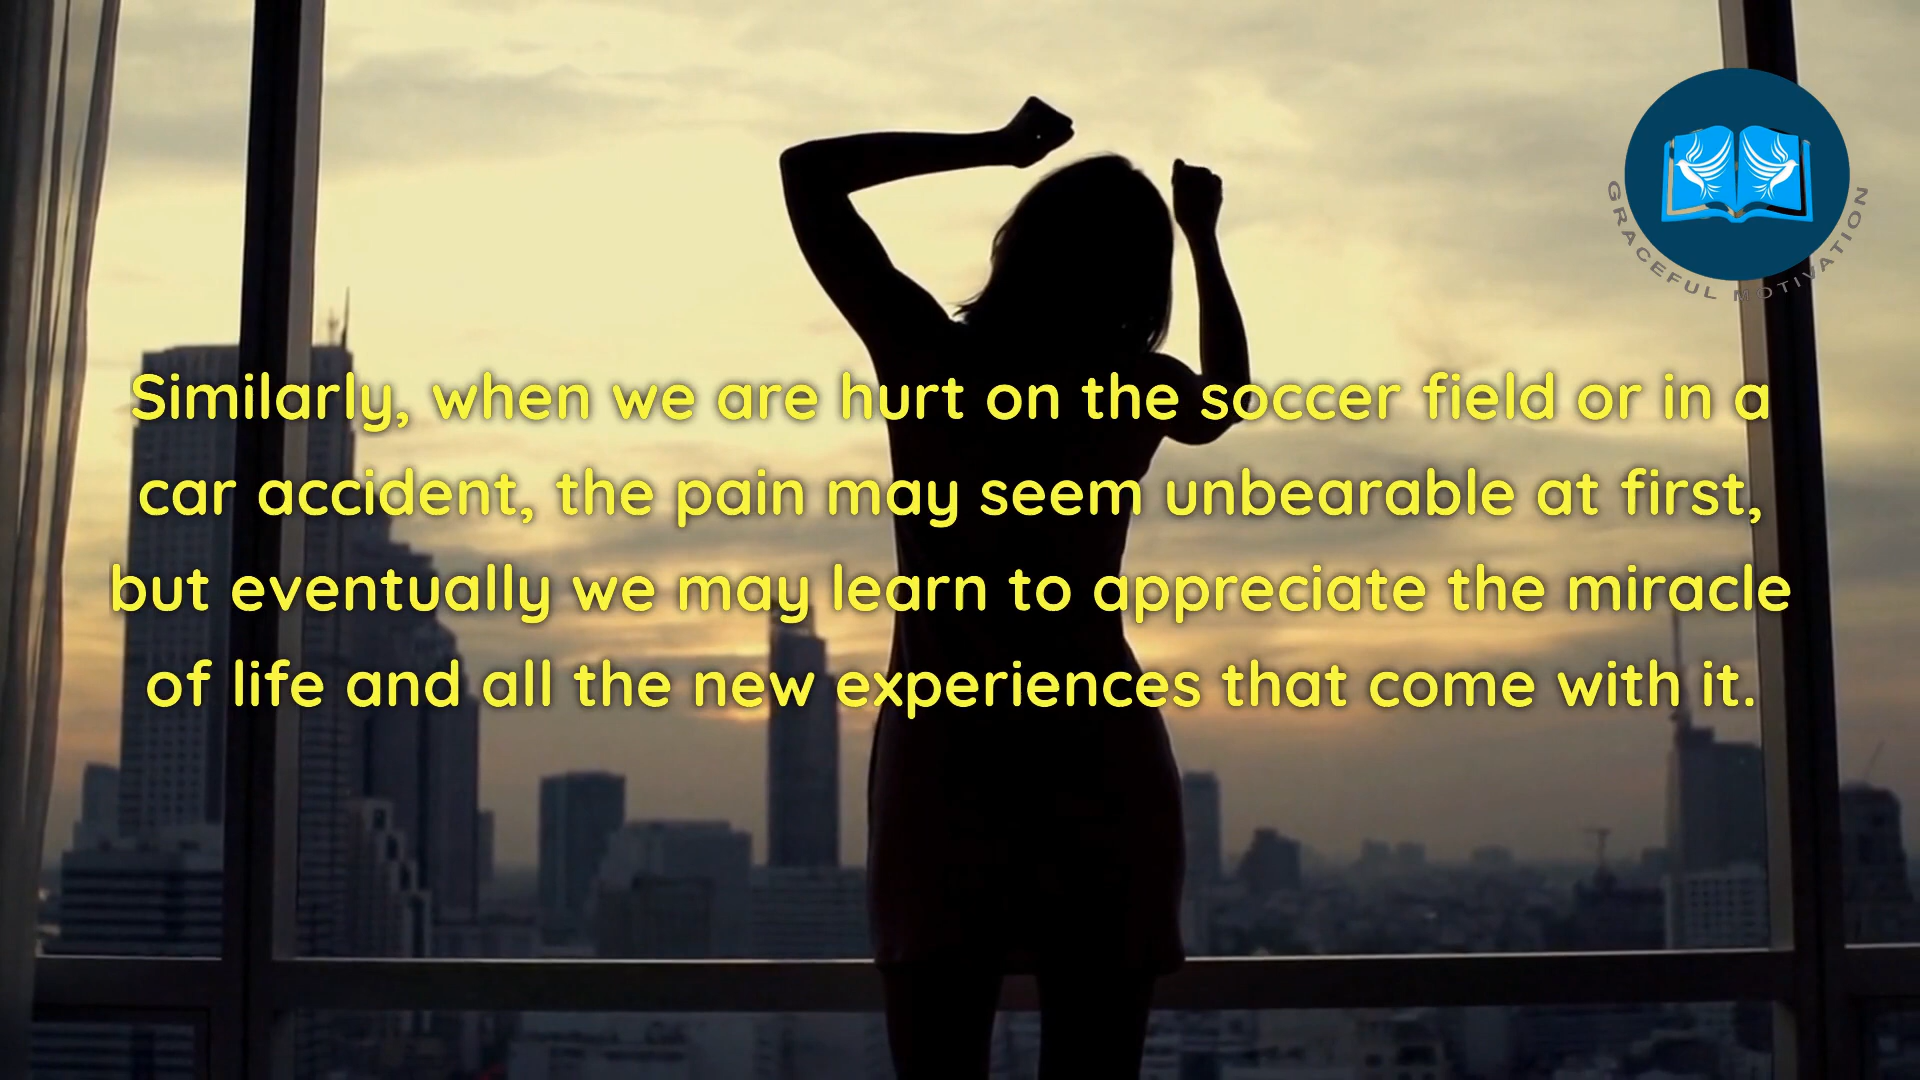 GRACEFUL MOTIVATION
Similarly, when we are hurt on the soccer field or in a
car accident, the pain may seem unbearable at first,
but eventually we may learn to appreciate the miracle
of life and all the new experiences that come with it.